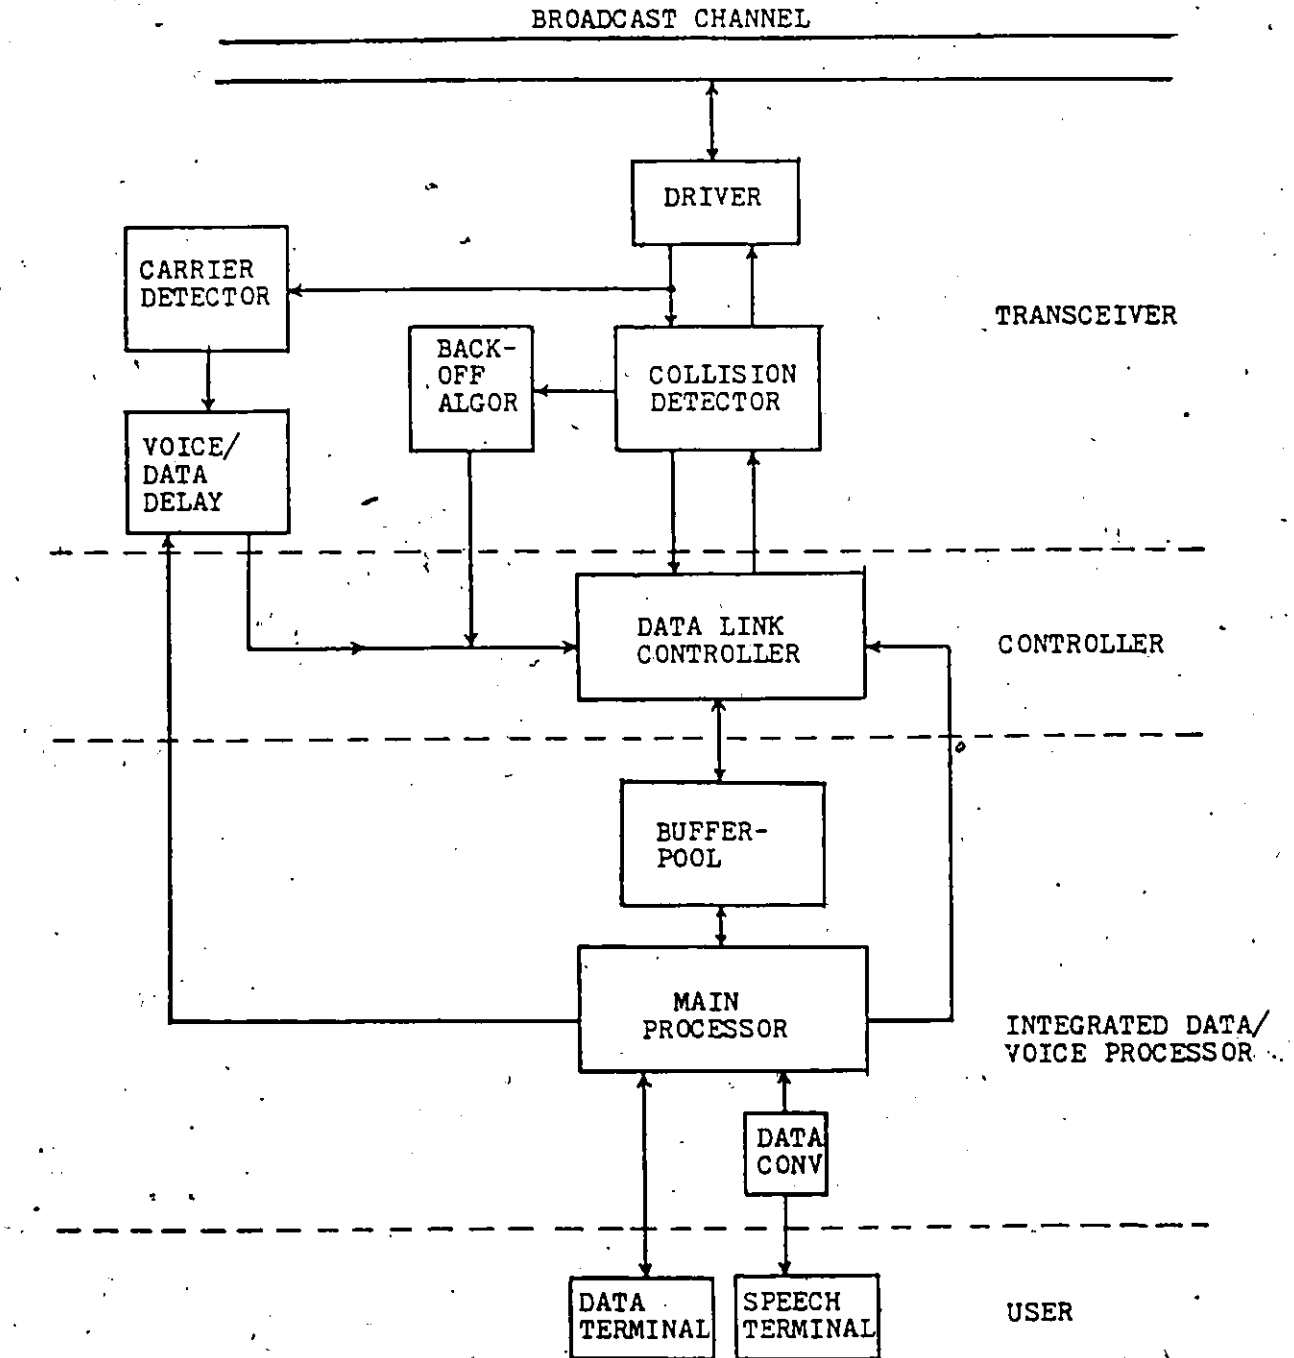 BROADCAST CHANNEL
DRIVER
CARRIER
DETECTOR
TRANSCEIVER
BACK-
OFF
ALGOR
COLLISION
DETECTOR
VOICE/
DATA
DELAY
DATA LINK
CONTROLLER
CONTROLLER
BUFFER-
POOL
MAIN
PROCESSOR
INTEGRATED DATA/
VOICE PROCESSOR
DATA
CONV
DATA
TERMINAL
SPEECH
TERMINAL
USER